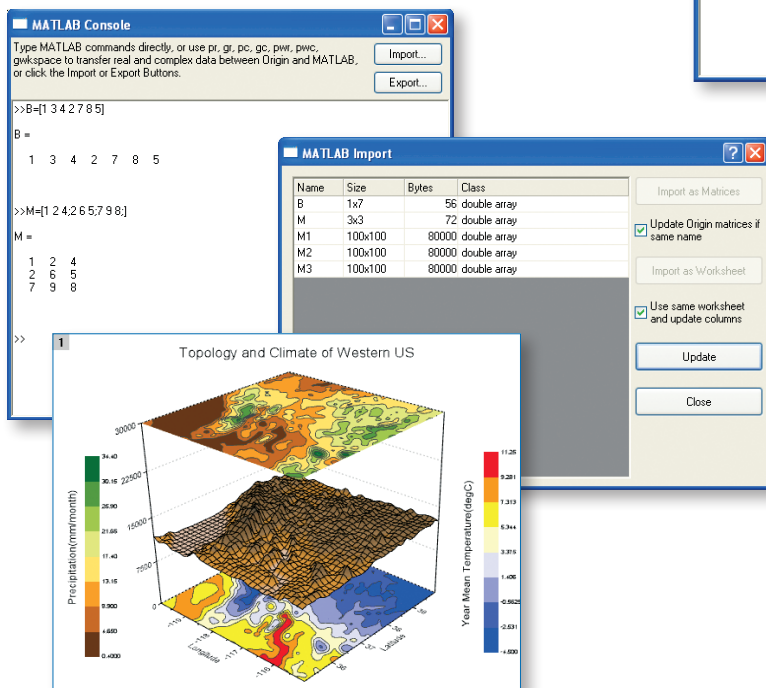 MATLAB Console
Type MATLAB commands directly, or use pr, gr, pc, gc, pwr, pwc,
gwkspace to transfer real and complex data between Origin and MATLAB,
or click the Import or Export Buttons.
Import...
Export...
>>B=[1 3 4 2 7 8 5]
B =
1 3 4 2 7 8 5
>>M=[1 2 4;2 6 5;7 9 8;]
M =
1 2 4
2 6 5
7 9 8
>>
MATLAB Import
Name Size Bytes Class
B 1x7 56 double array
M 3x3 72 double array
M1 100x100 80000 double array
M2 100x100 80000 double array
M3 100x100 80000 double array
Import as Matrices
Update Origin matrices if
same name
Import as Worksheet
Use same worksheet
and update columns
Update
Close
1
Topology and Climate of Western US
30000
22500
15000
7500
0
Precipitation(mm/month)
34.40
30.15
25.90
21.65
17.40
13.15
8.900
4.650
0.4000
-119
-118
-117
-116
Longitude
36
37
38
39
Latitude
Year Mean Temperature(degC)
11.25
9.281
7.313
5.344
3.375
1.406
-0.5625
-2.531
-4.500